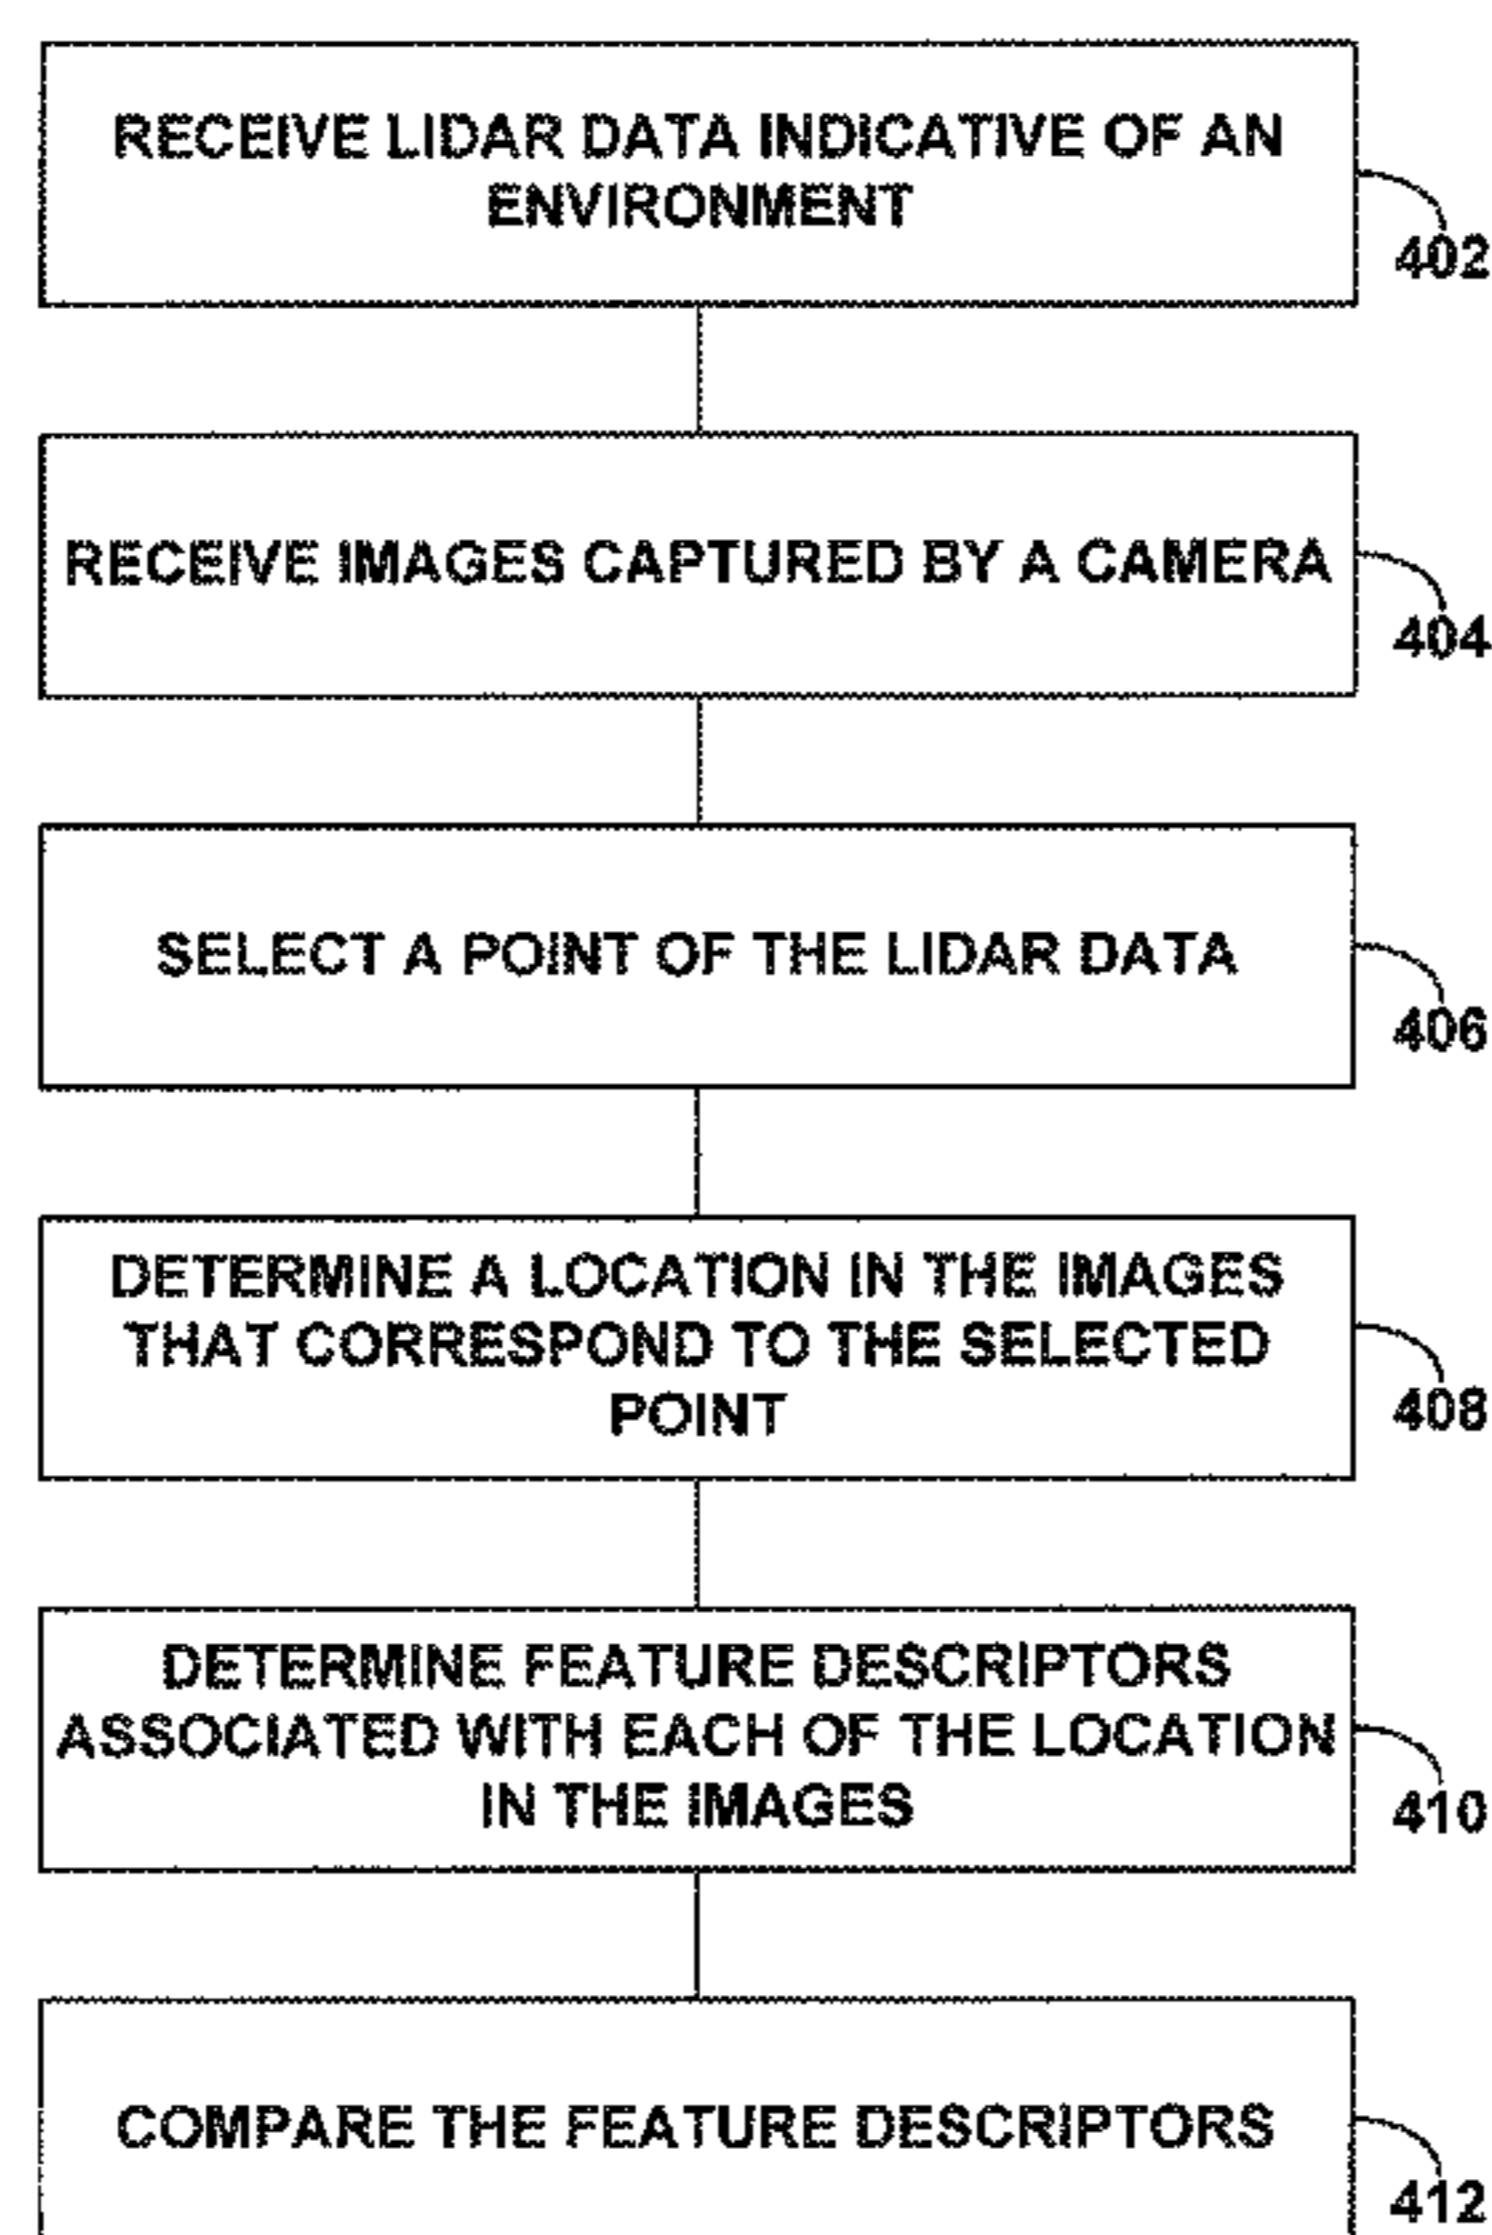 RECEIVE LIDAR DATA INDICATIVE OF AN
ENVIRONMENT
402
RECEIVE IMAGES CAPTURED BY A CAMERA
404
SELECT A POINT OF THE LIDAR DATA
406
DETERMINE A LOCATION IN THE IMAGES
THAT CORRESPOND TO THE SELECTED
POINT
408
DETERMINE FEATURE DESCRIPTORS
ASSOCIATED WITH EACH OF THE LOCATION
IN THE IMAGES
410
COMPARE THE FEATURE DESCRIPTORS
412